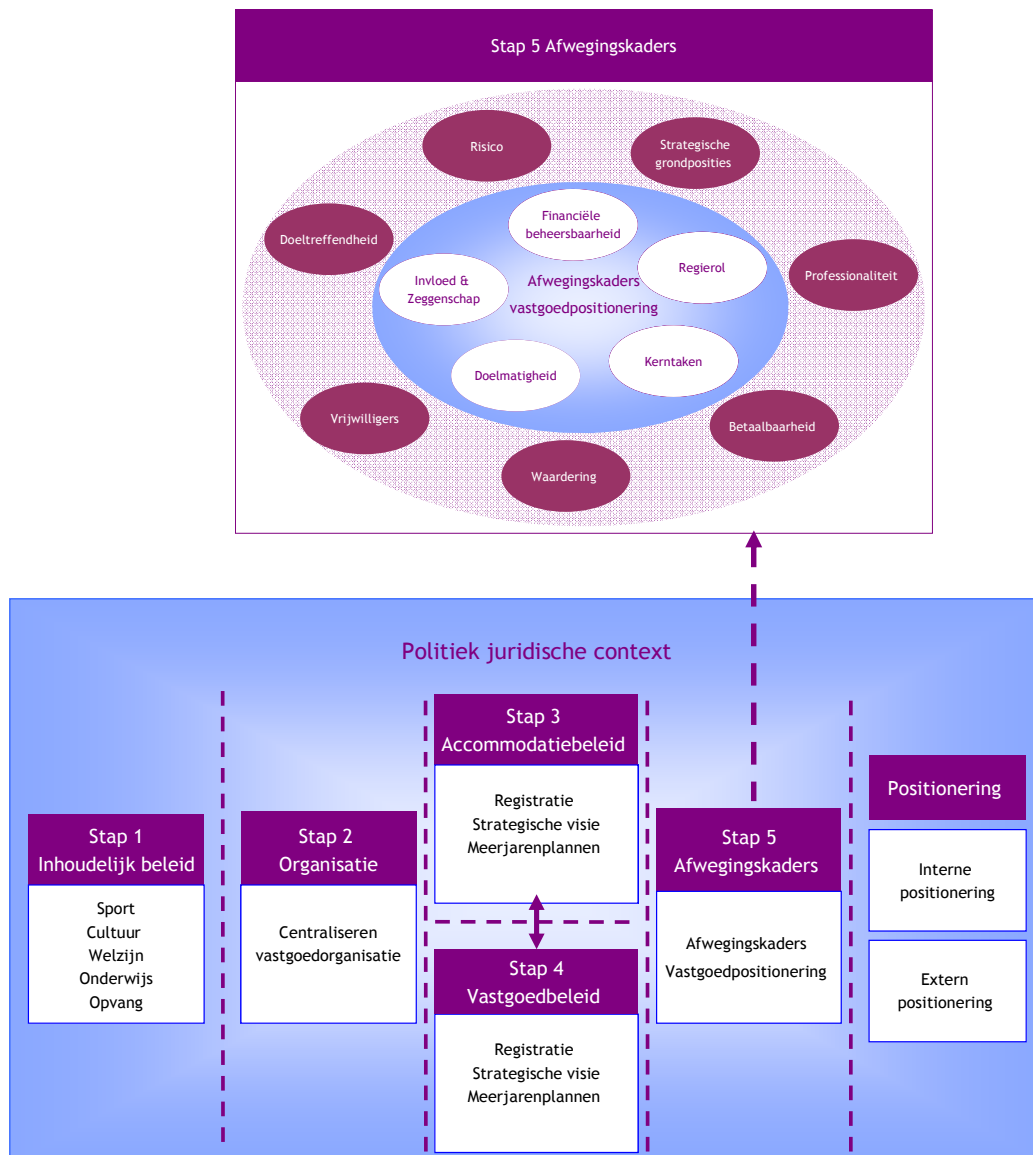 Stap 5 Afwegingskaders
Risico
Strategische
grondposities
Doeltreffendheid
Financiële
beheersbaarheid
Regierol
Professionaliteit
Invloed &
Zeggenschap
Afwegingskaders
vastgoedpositionering
Doelmatigheid
Kerntaken
Vrijwilligers
Betaalbaarheid
Waardering
Politiek juridische context
Stap 1
Inhoudelijk beleid
Sport
Cultuur
Welzijn
Onderwijs
Opvang
Stap 2
Organisatie
Centraliseren
vastgoedorganisatie
Stap 3
Accommodatiebeleid
Registratie
Strategische visie
Meerjarenplannen
Stap 4
Vastgoedbeleid
Registratie
Strategische visie
Meerjarenplannen
Stap 5
Afwegingskaders
Afwegingskaders
Vastgoedpositionering
Positionering
Interne
positionering
Extern
positionering